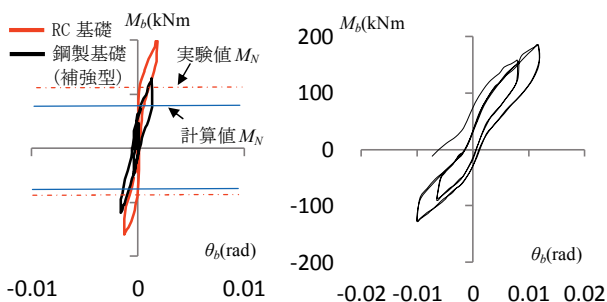 RC 基礎
鋼製基礎
(補強型)
M_b(kNm
実験値 M_N
計算値 M_N
θ_b(rad)
-0.01
0
0.01
M_b(kNm
200
100
0
-100
-200
θ_b(rad)
-0.02 -0.01 0 0.01 0.02